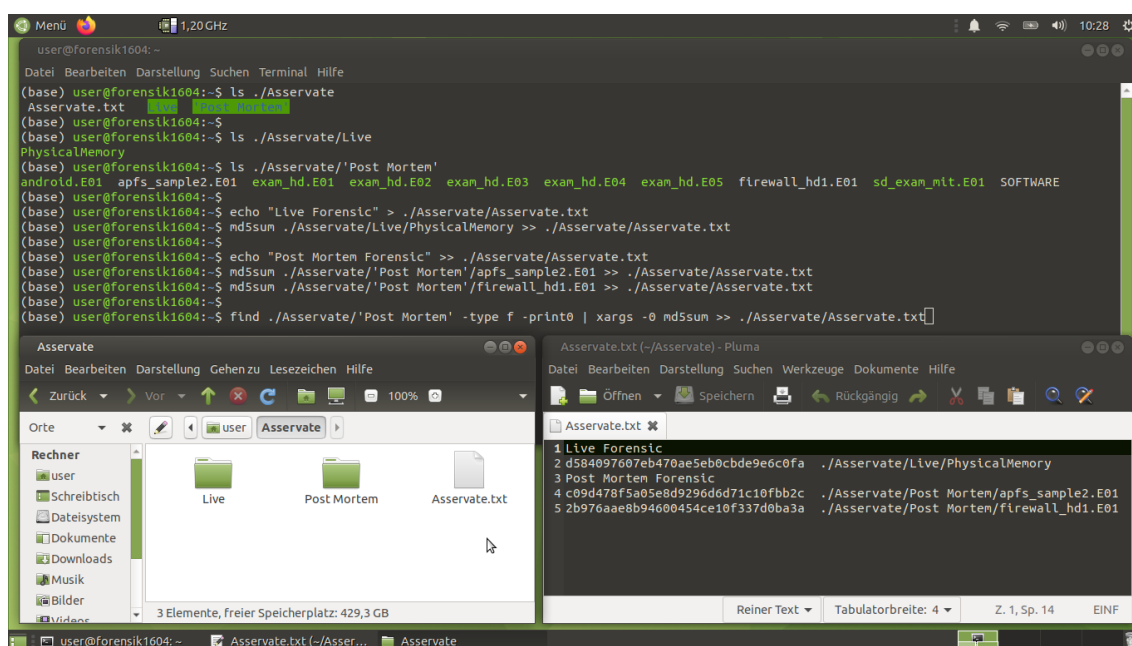 Menü 1,20 GHz 10:28
user@forensik1604: ~
Datei Bearbeiten Darstellung Suchen Terminal Hilfe
(base) user@forensik1604:~$ ls ./Asservate
Asservate.txt Live 'Post Mortem'
(base) user@forensik1604:~$
(base) user@forensik1604:~$ ls ./Asservate/Live
PhysicalMemory
(base) user@forensik1604:~$ ls ./Asservate/'Post Mortem'
android.E01 apfs_sample2.E01 exam_hd.E01 exam_hd.E02 exam_hd.E03 exam_hd.E04 exam_hd.E05 firewall_hd1.E01 sd_exam_mit.E01 SOFTWARE
(base) user@forensik1604:~$
(base) user@forensik1604:~$ echo "Live Forensic" > ./Asservate/Asservate.txt
(base) user@forensik1604:~$ md5sum ./Asservate/Live/PhysicalMemory >> ./Asservate/Asservate.txt
(base) user@forensik1604:~$
(base) user@forensik1604:~$ echo "Post Mortem Forensic" >> ./Asservate/Asservate.txt
(base) user@forensik1604:~$ md5sum ./Asservate/'Post Mortem'/apfs_sample2.E01 >> ./Asservate/Asservate.txt
(base) user@forensik1604:~$ md5sum ./Asservate/'Post Mortem'/firewall_hd1.E01 >> ./Asservate/Asservate.txt
(base) user@forensik1604:~$
(base) user@forensik1604:~$ find ./Asservate/'Post Mortem' -type f -print0 | xargs -0 md5sum >> ./Asservate/Asservate.txt
Asservate
Datei Bearbeiten Darstellung Gehen zu Lesezeichen Hilfe
Zurück Vor 100%
Orte user Asservate
Rechner
user
Schreibtisch
Dateisystem
Dokumente
Downloads
Musik
Bilder
Videos
Live Post Mortem Asservate.txt
3 Elemente, freier Speicherplatz: 429,3 GB
Asservate.txt (~/Asservate) - Pluma
Datei Bearbeiten Darstellung Suchen Werkzeuge Dokumente Hilfe
Öffnen Speichern Rückgängig
Asservate.txt
1 Live Forensic
2 d584097607eb470ae5eb0cbde9e6c0fa ./Asservate/Live/PhysicalMemory
3 Post Mortem Forensic
4 c09d478f5a05e8d9296d6d71c10fbb2c ./Asservate/Post Mortem/apfs_sample2.E01
5 2b976aae8b94600454ce10f337d0ba3a ./Asservate/Post Mortem/firewall_hd1.E01
Reiner Text Tabulatorbreite: 4 Z. 1, Sp. 14 EINF
user@forensik1604: ~ Asservate.txt (~/Asser... Asservate